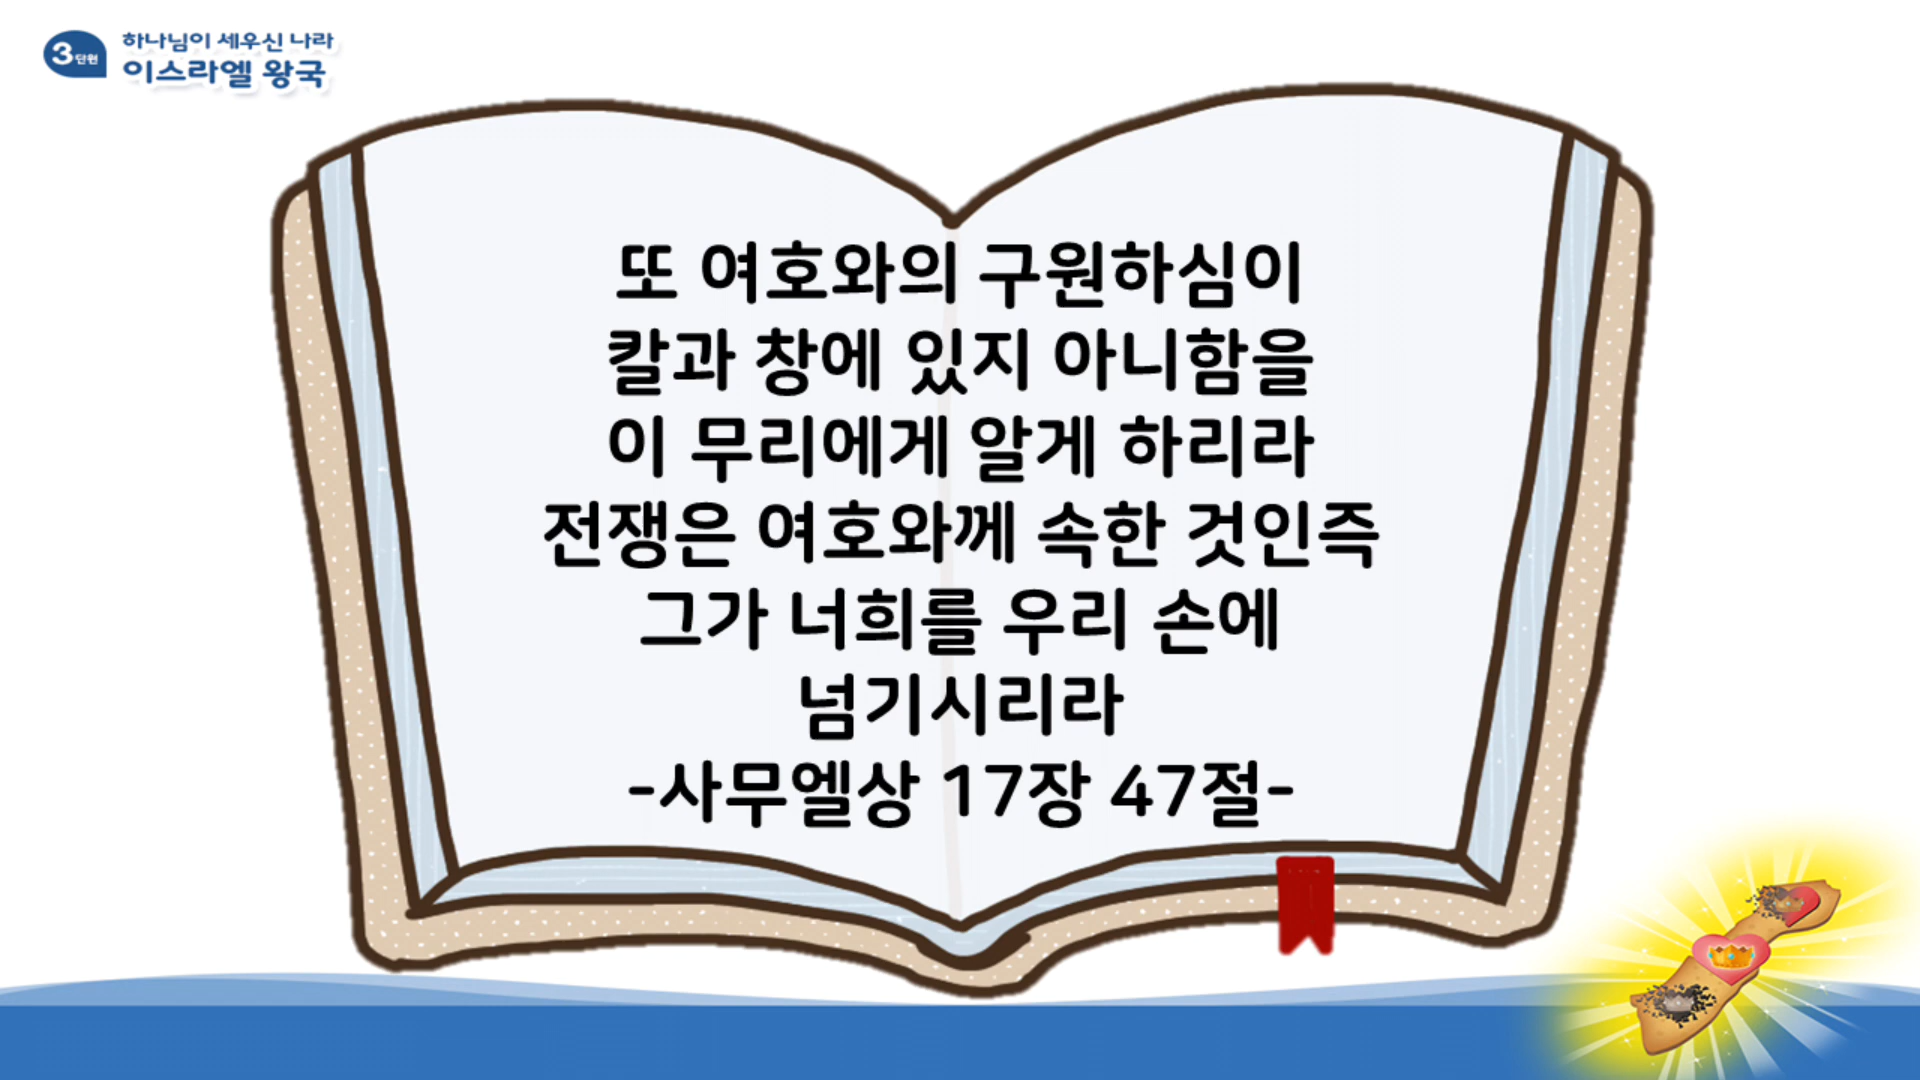 3단원
하나님이 세우신 나라
이스라엘 왕국
또 여호와의 구원하심이
칼과 창에 있지 아니함을
이 무리에게 알게 하리라
전쟁은 여호와께 속한 것인즉
그가 너희를 우리 손에
넘기시리라
-사무엘상 17장 47절-